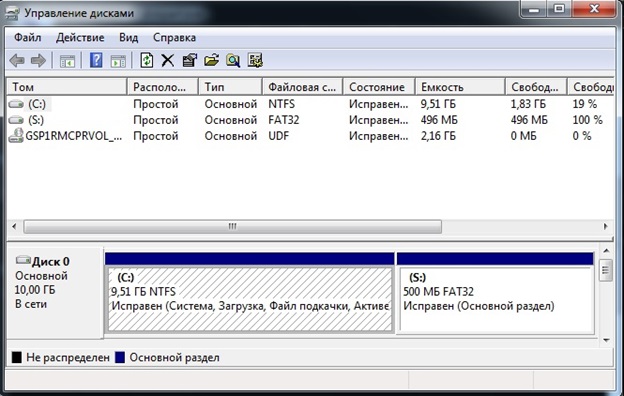 Управление дисками
Файл Действие Вид Справка
Том Располо... Тип Файловая с... Состояние Емкость Свобод... Свободн
(C:) Простой Основной NTFS Исправен... 9,51 ГБ 1,83 ГБ 19 %
(S:) Простой Основной FAT32 Исправен... 496 МБ 496 МБ 100 %
GSP1RMCPRVOL_... Простой Основной UDF Исправен... 2,16 ГБ 0 МБ 0 %
Диск 0
Основной
10,00 ГБ
В сети
(C:)
9,51 ГБ NTFS
Исправен (Система, Загрузка, Файл подкачки, Активе
(S:)
500 МБ FAT32
Исправен (Основной раздел)
Не распределен Основной раздел